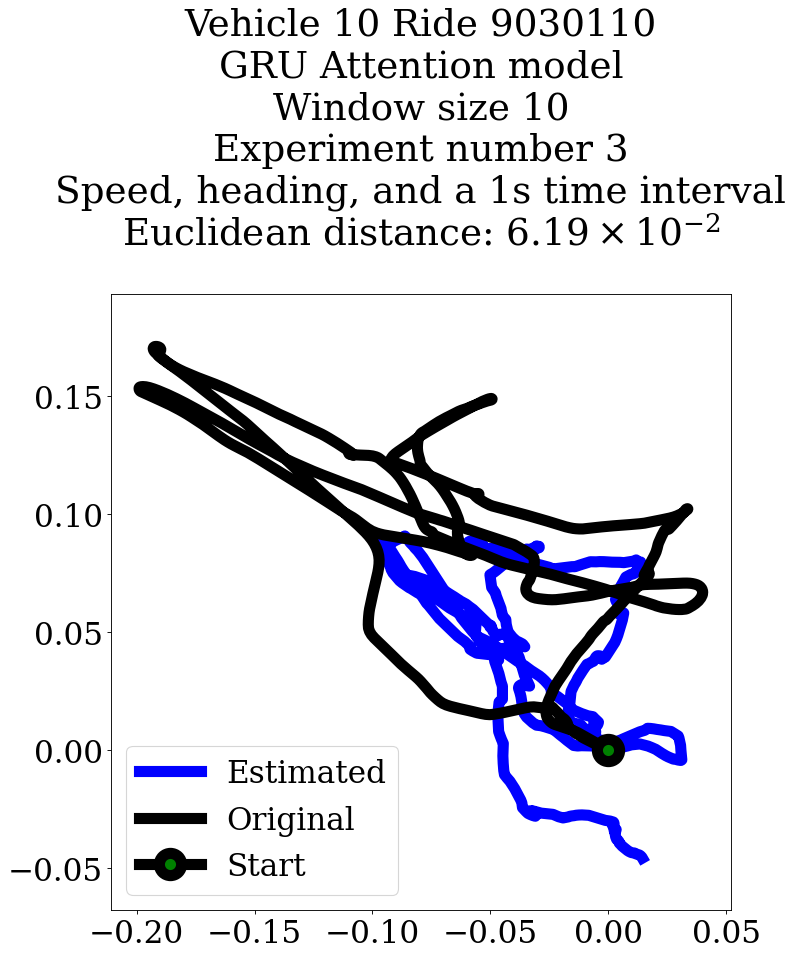 Vehicle 10 Ride 9030110
GRU Attention model
Window size 10
Experiment number 3
Speed, heading, and a 1s time interval
Euclidean distance: 6.19 × 10⁻²
0.15
0.10
0.05
0.00
−0.05
Estimated
Original
Start
−0.20 −0.15 −0.10 −0.05 0.00 0.05